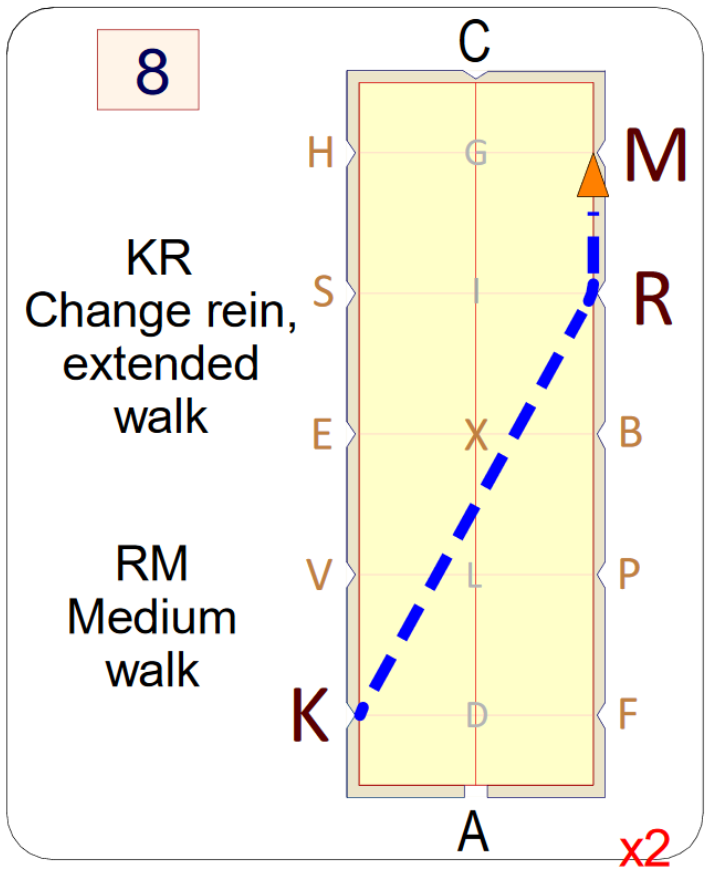 8
C
H G M
KR
Change rein,
extended
walk
S I R
E X B
RM
Medium
walk
V L P
K D F
A
x2